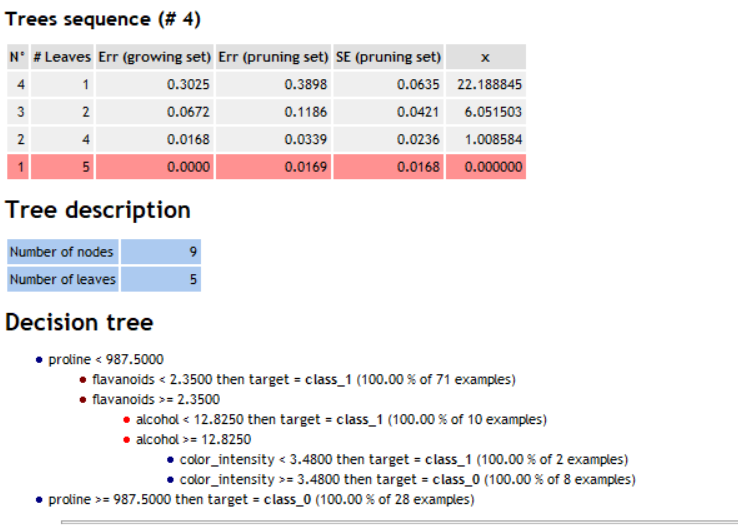 Trees sequence (# 4)
N° # Leaves Err (growing set) Err (pruning set) SE (pruning set) x
4 1 0.3025 0.3898 0.0635 22.188845
3 2 0.0672 0.1186 0.0421 6.051503
2 4 0.0168 0.0339 0.0236 1.008584
1 5 0.0000 0.0169 0.0168 0.000000
Tree description
Number of nodes 9
Number of leaves 5
Decision tree
• proline < 987.5000
• flavanoids < 2.3500 then target = class_1 (100.00 % of 71 examples)
• flavanoids >= 2.3500
• alcohol < 12.8250 then target = class_1 (100.00 % of 10 examples)
• alcohol >= 12.8250
• color_intensity < 3.4800 then target = class_1 (100.00 % of 2 examples)
• color_intensity >= 3.4800 then target = class_0 (100.00 % of 8 examples)
• proline >= 987.5000 then target = class_0 (100.00 % of 28 examples)